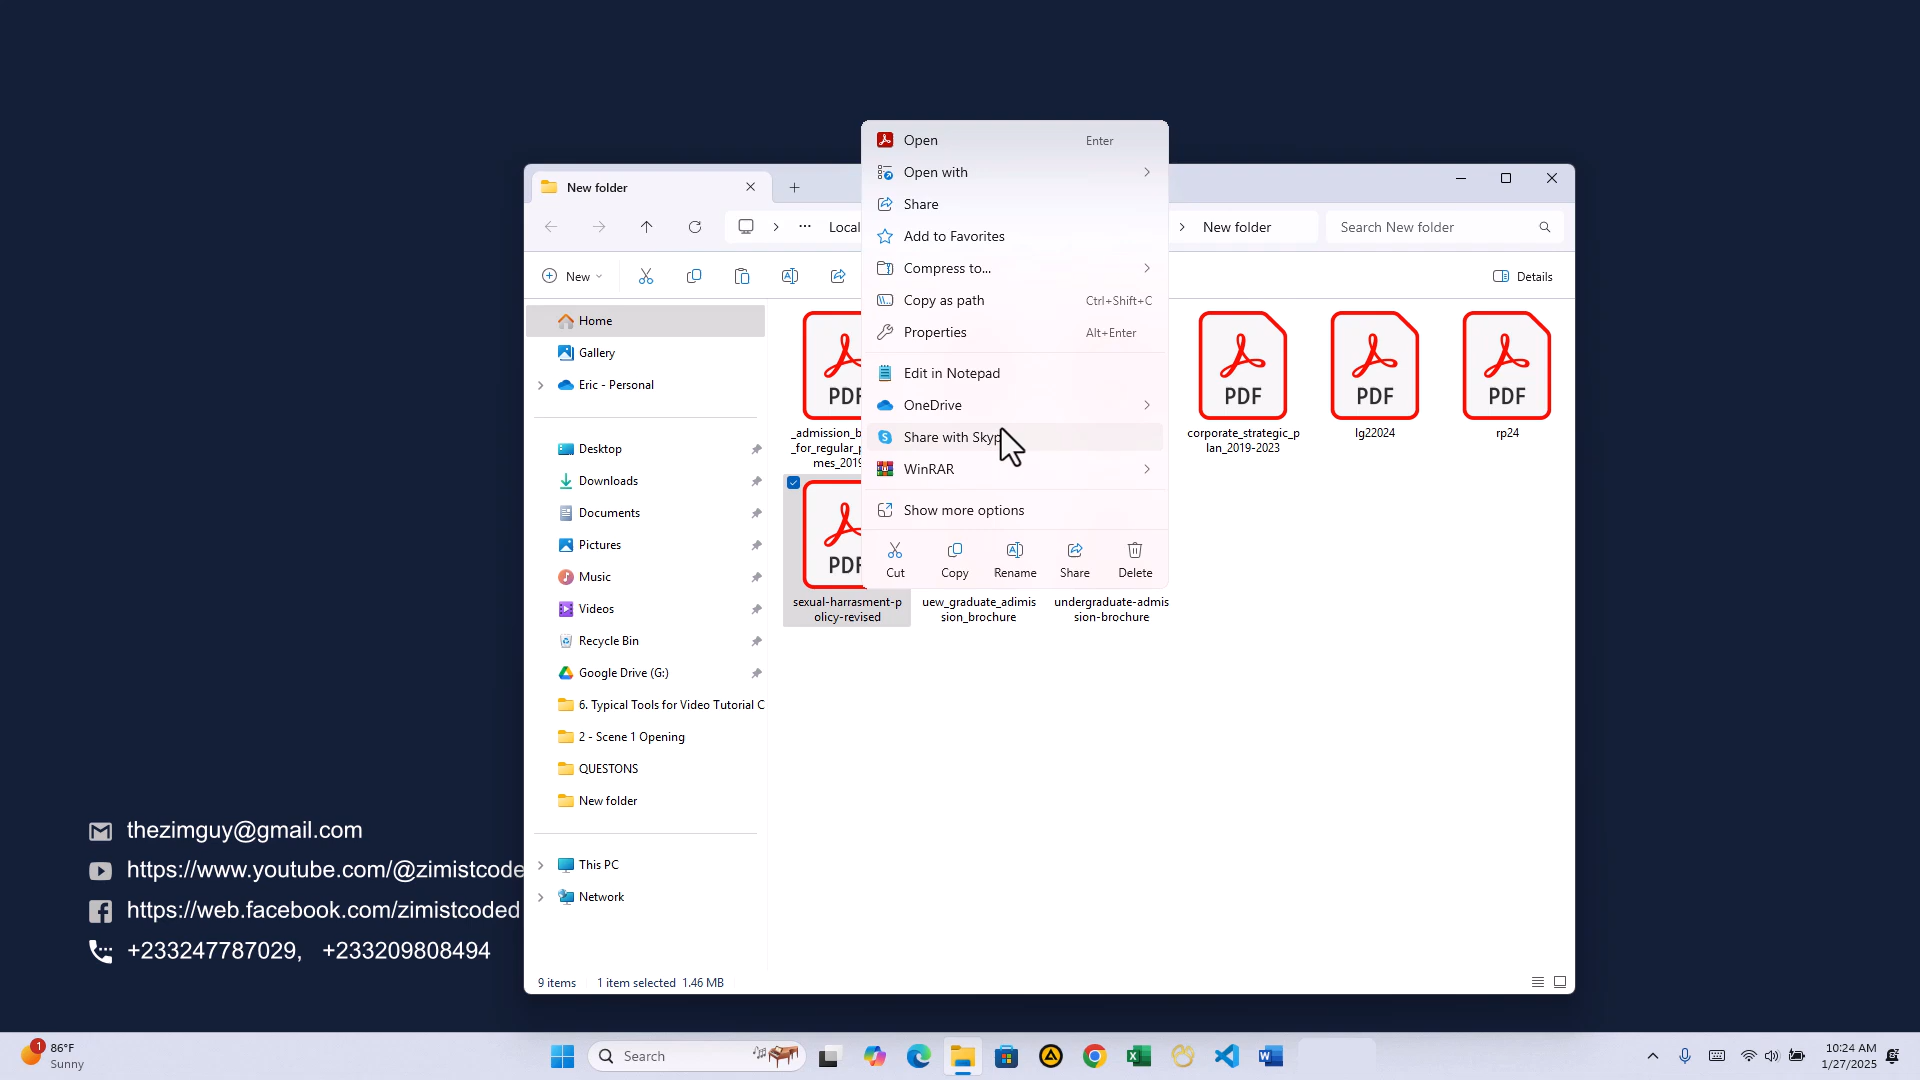 Open Enter
Open with
Share
Add to Favorites
Compress to...
Copy as path Ctrl+Shift+C
Properties Alt+Enter
Edit in Notepad
OneDrive
Share with Skyp
WinRAR
Show more options
Cut Copy Rename Share Delete
New folder
Local
New folder
Search New folder
New
Details
Home
Gallery
Eric - Personal
Desktop
Downloads
Documents
Pictures
Music
Videos
Recycle Bin
Google Drive (G:)
6. Typical Tools for Video Tutorial C
2 - Scene 1 Opening
QUESTONS
New folder
This PC
Network
PDF PDF PDF PDF
_admission_b
_for_regular_p
mes_2019
corporate_strategic_p
lan_2019-2023
lg22024
rp24
PDF
sexual-harrasment-p
olicy-revised
uew_graduate_adimi
ssion_brochure
undergraduate-admis
sion-brochure
9 items 1 item selected 1.46 MB
thezimguy@gmail.com
https://www.youtube.com/@zimistcode
https://web.facebook.com/zimistcoded
+233247787029, +233209808494
1
86°F
Sunny
Search
10:24 AM
1/27/2025